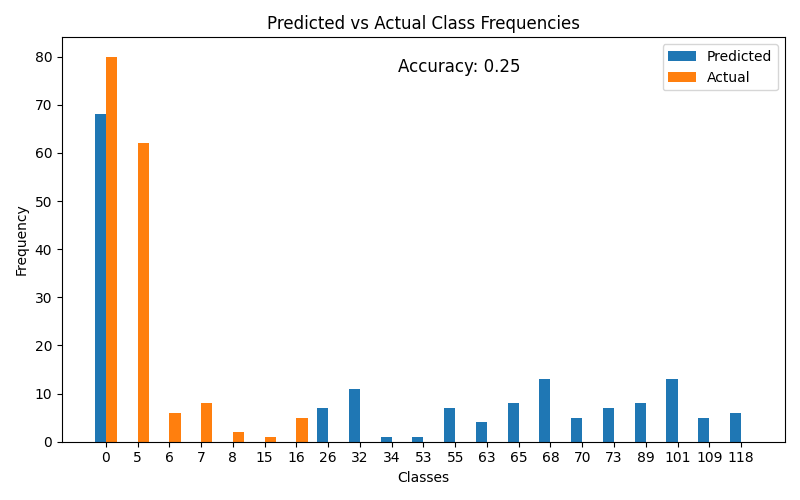 Predicted vs Actual Class Frequencies
Accuracy: 0.25
Predicted
Actual
80
70
60
50
40
30
20
10
0
Frequency
0 5 6 7 8 15 16 26 32 34 53 55 63 65 68 70 73 89 101 109 118
Classes